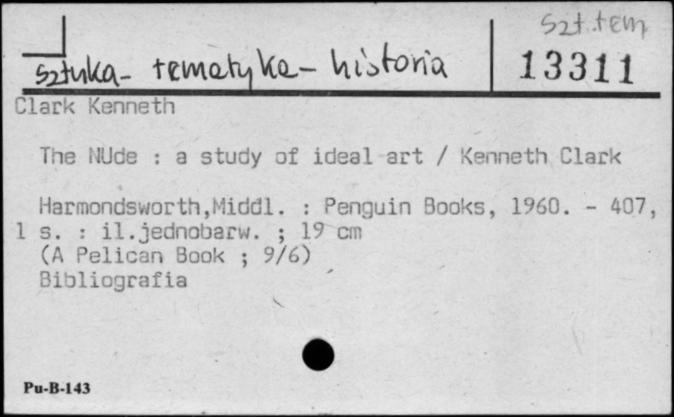 Szt.tem
Sztuka - tematyka - historia
13311
Clark Kenneth
The NUde : a study of ideal art / Kenneth Clark
Harmondsworth,Middl. : Penguin Books, 1960. - 407,
1 s. : il.jednobarw. ; 19 cm
(A Pelican Book ; 9/6)
Bibliografia
Pu-B-143